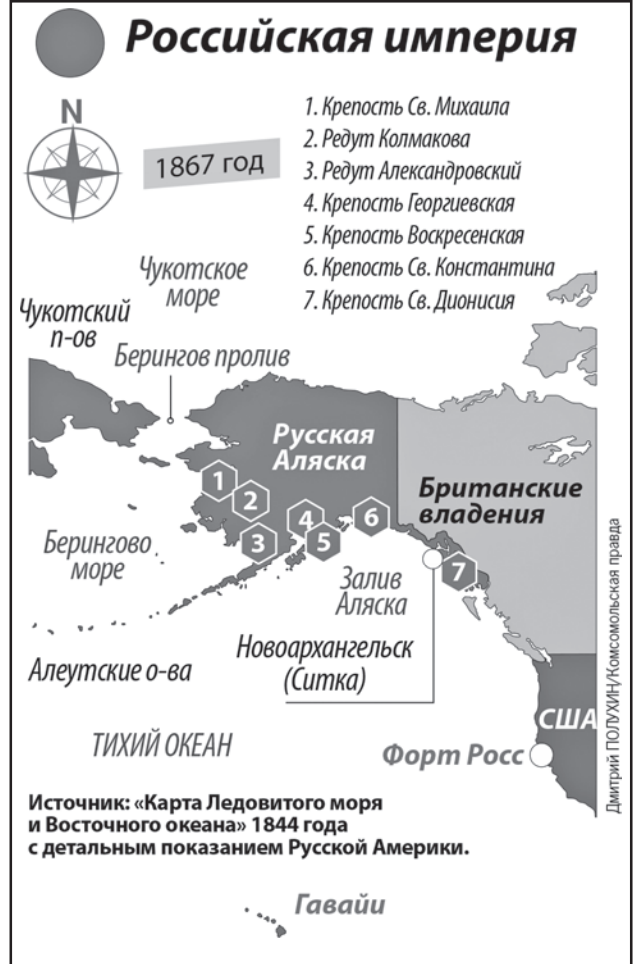 Российская империя
N
1867 год
1. Крепость Св. Михаила
2. Редут Колмакова
3. Редут Александровский
4. Крепость Георгиевская
5. Крепость Воскресенская
6. Крепость Св. Константина
7. Крепость Св. Дионисия
Чукотское
море
Чукотский
п-ов
Берингов пролив
Русская
Аляска
Британские
владения
1
2
3
4
5
6
7
Берингово
море
Залив
Аляска
Новоархангельск
(Ситка)
Алеутские о-ва
ТИХИЙ ОКЕАН
США
Форт Росс
Дмитрий ПОЛУХИН/Комсомольская правда
Источник: «Карта Ледовитого моря
и Восточного океана» 1844 года
с детальным показанием Русской Америки.
Гавайи